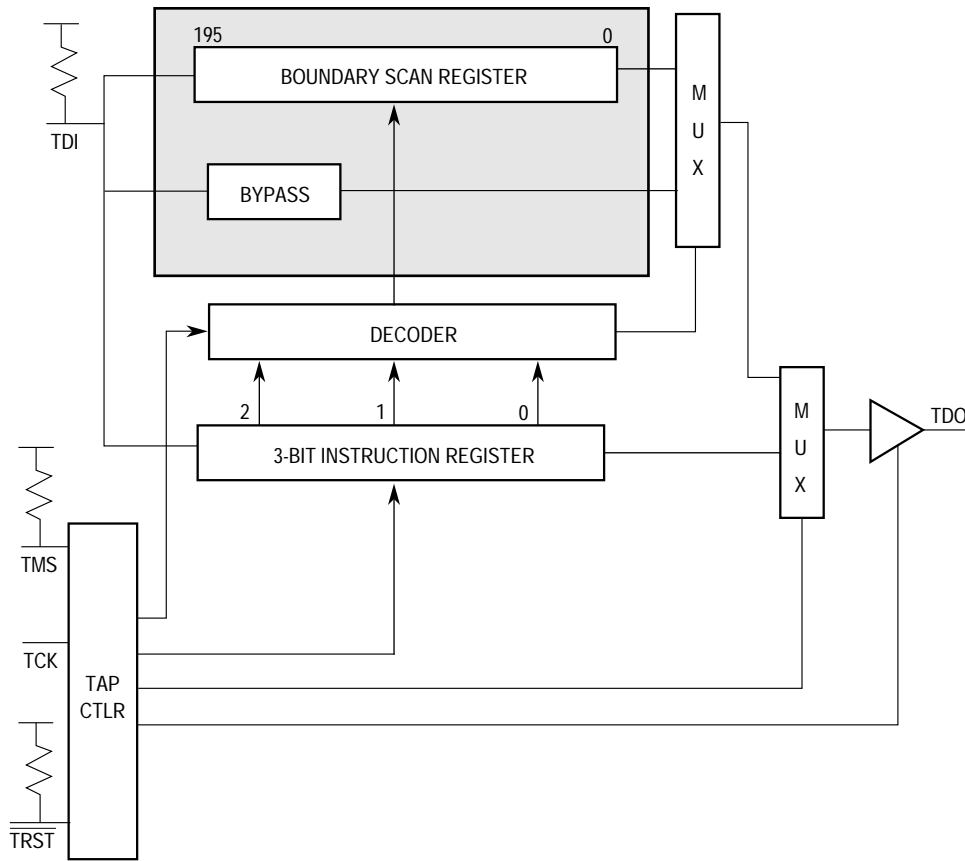 195
0
BOUNDARY SCAN REGISTER
M
U
X
TDI
BYPASS
DECODER
2
1
0
M
U
X
TDO
3-BIT INSTRUCTION REGISTER
TMS
TCK
TAP
CTLR
TRST